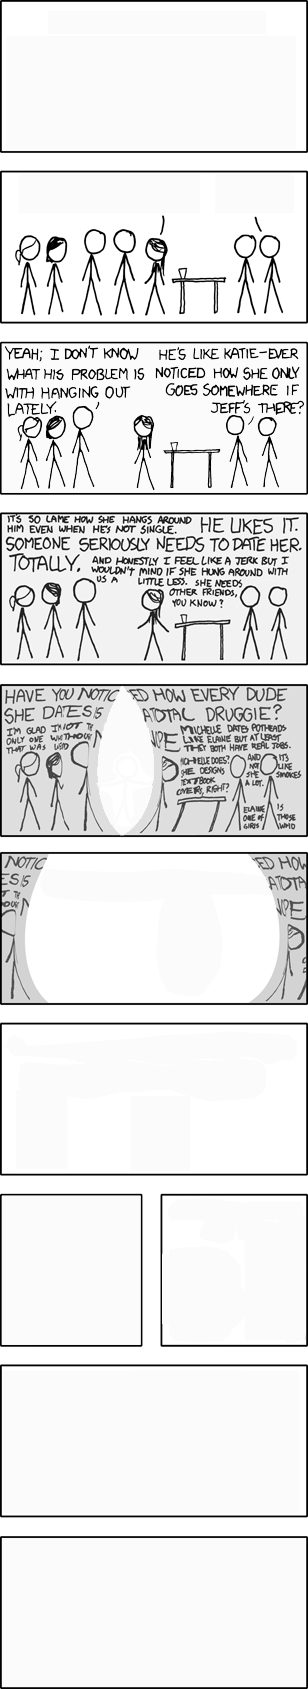 YEAH; I DON'T KNOW
WHAT HIS PROBLEM IS
WITH HANGING OUT
LATELY.
HE'S LIKE KATIE-EVER
NOTICED HOW SHE ONLY
GOES SOMEWHERE IF
JEFF'S THERE?
IT'S SO LAME HOW SHE HANGS AROUND
HIM EVEN WHEN HE'S NOT SINGLE.
HE LIKES IT.
SOMEONE SERIOUSLY NEEDS TO DATE HER.
TOTALLY.
AND HONESTLY I FEEL LIKE A JERK BUT I
WOULDN'T MIND IF SHE HUNG AROUND WITH
US A LITTLE LESS. SHE NEEDS
OTHER FRIENDS,
YOU KNOW?
HAVE YOU NOTIC ED HOW EVERY DUDE
SHE DATES IS A TOTAL DRUGGIE?
I'M GLAD I'M NOT
ONLY ONE WHO THOUG
THAT WAS
MICHELLE DATES POTHEADS
LIKE ELAINE BUT AT LEAST
THEY BOTH HAVE REAL JOBS.
MICHELLE DOES?
SHE DESIGNS
TEXTBOOK
COVERS, RIGHT?
AND IT'S
NOT LIKE
SHE SMOKES
A LOT.
ELAINE IS
ONE OF THOSE
GIRLS WHO
NOTIC ED HOW